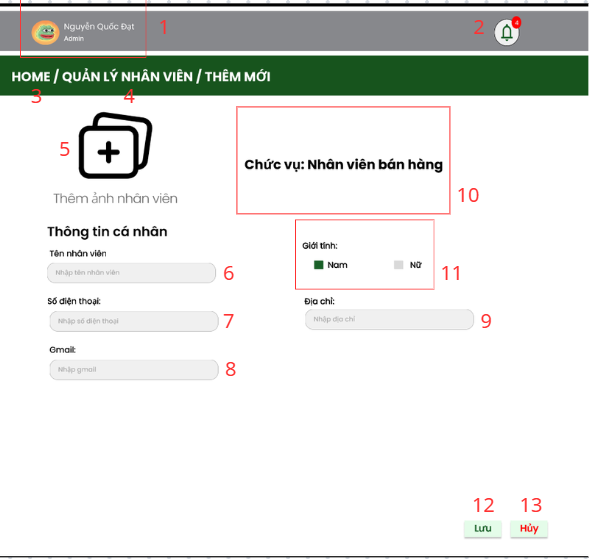 Nguyễn Quốc Đạt 1
Admin
2 4
HOME / QUẢN LÝ NHÂN VIÊN / THÊM MỚI
3 4
5
Thêm ảnh nhân viên
Chức vụ: Nhân viên bán hàng
10
Thông tin cá nhân
Tên nhân viên
Nhập tên nhân viên 6
Giới tính:
Nam Nữ 11
Số điện thoại:
Nhập số điện thoại 7
Địa chỉ:
Nhập địa chỉ 9
Gmail:
Nhập gmail 8
12 13
Lưu Hủy